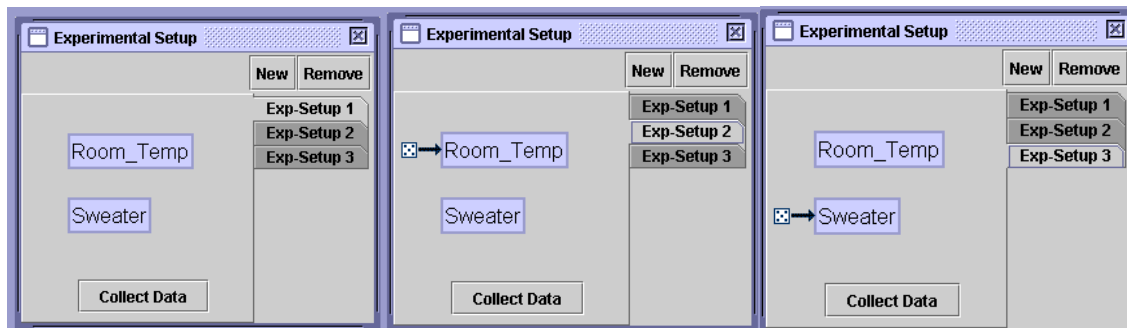 Experimental Setup
New Remove
Exp-Setup 1
Exp-Setup 2
Exp-Setup 3
Room_Temp
Sweater
Collect Data
Experimental Setup
New Remove
Exp-Setup 1
Exp-Setup 2
Exp-Setup 3
Room_Temp
Sweater
Collect Data
Experimental Setup
New Remove
Exp-Setup 1
Exp-Setup 2
Exp-Setup 3
Room_Temp
Sweater
Collect Data